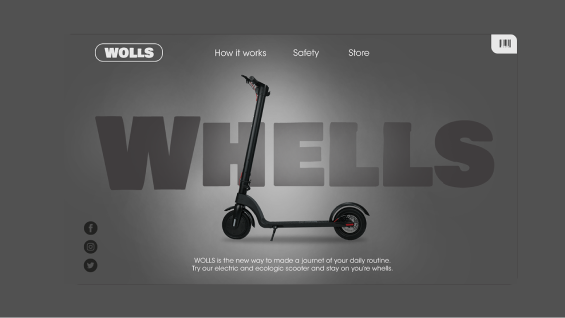 WOLLS
How it works Safety Store
WHELLS
WOLLS is the new way to made a journet of your daily routine.
Try our electric and ecologic scooter and stay on you're whells.